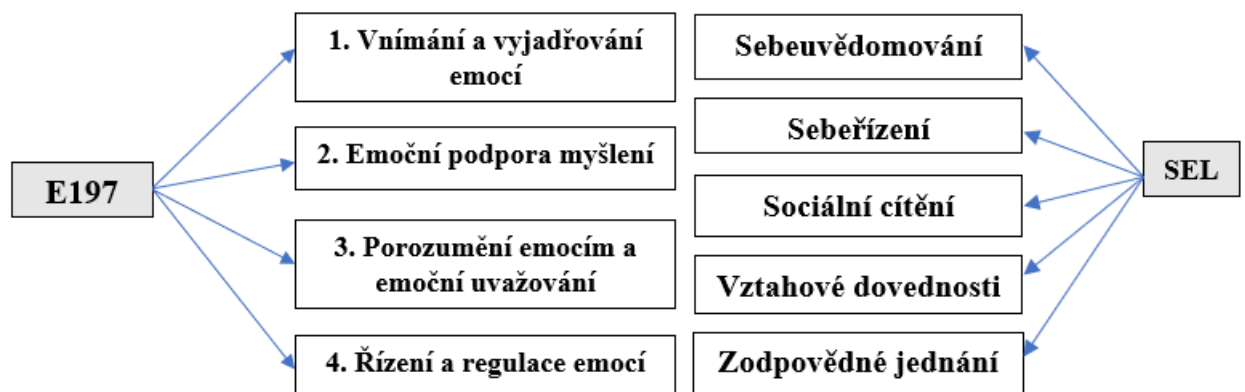 E197
1. Vnímání a vyjadřování
emocí
2. Emoční podpora myšlení
3. Porozumění emocím a
emoční uvažování
4. Řízení a regulace emocí
Sebeuvědomování
Sebeřízení
Sociální cítění
Vztahové dovednosti
Zodpovědné jednání
SEL